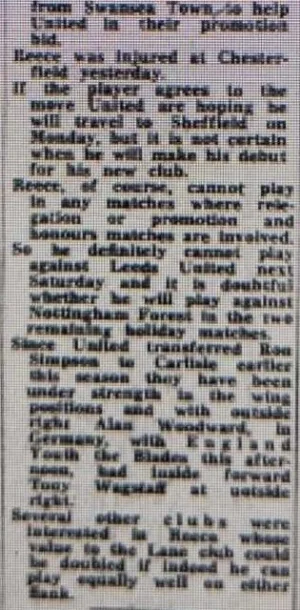 from Swansea Town, to help
United in their promotion
bid.
Reece was injured at Chester-
field yesterday.
If the player agrees to the
move United are hoping he
will travel to Sheffield on
Monday, but it is not certain
when he will make his debut
for his new club.
Reece, of course, cannot play
in any matches where rele-
gation or promotion and
honours matches are involved.
So he definitely cannot play
against Leeds United next
Saturday and it is doubtful
whether he will play against
Nottingham Forest in the two
remaining holiday matches.
Since United transferred Ron
Simpson to Carlisle earlier
this season they have been
under strength in the wing
positions and with outside
right Alan Woodward, in
Germany, with England
Youth the Blades this after-
noon, had inside forward
Tony Wagstaff at outside
right.
Several other clubs were
interested in Reece whose
value to the Lane club could
be doubled if indeed he can
play equally well on either
flank.